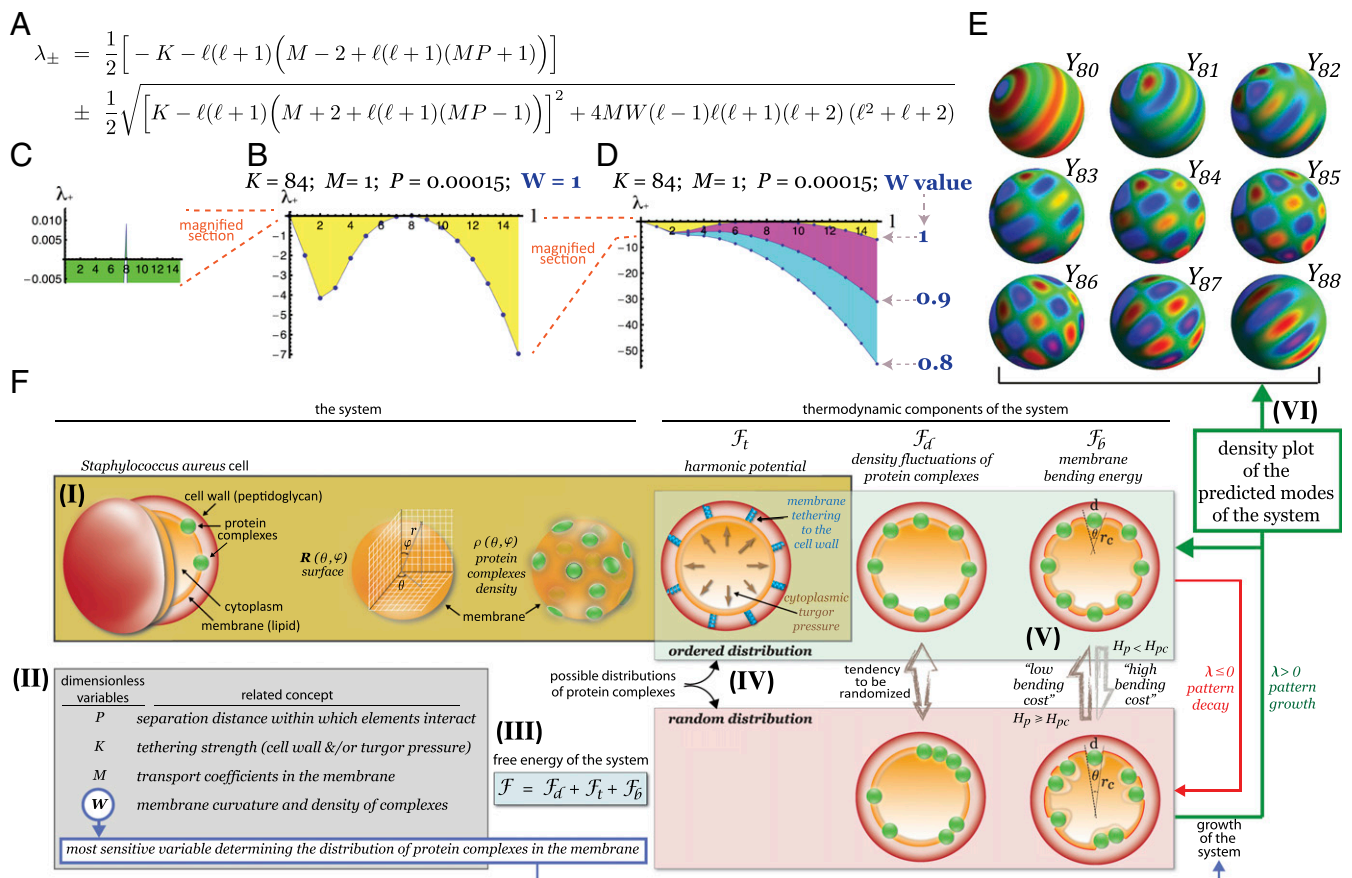 A
λ± = 1/2 [ − K − ℓ(ℓ + 1) ( M − 2 + ℓ(ℓ + 1)(MP + 1) ) ]
± 1/2 √ [ K − ℓ(ℓ + 1) ( M + 2 + ℓ(ℓ + 1)(MP − 1) ) ]² + 4MW(ℓ − 1)ℓ(ℓ + 1)(ℓ + 2) (ℓ² + ℓ + 2)
C
λ+
0.010
0.005
−0.005
2 4 6 8 10 12 14
magnified
section
B
K = 84; M= 1; P = 0.00015; W = 1
λ+
l
2 4 6 8 10 12 14
−1
−2
−3
−4
−5
−6
−7
magnified
section
D
K = 84; M= 1; P = 0.00015; W value
λ+
l
2 4 6 8 10 12 14
−10
−20
−30
−40
−50
1
0.9
0.8
E
Y80 Y81 Y82
Y83 Y84 Y85
Y86 Y87 Y88
F
the system
thermodynamic components of the system
Staphylococcus aureus cell
ℱt
harmonic potential
ℱd
density fluctuations of
protein complexes
ℱb
membrane
bending energy
(I)
cell wall (peptidoglycan)
protein
complexes
cytoplasm
membrane (lipid)
R (θ,φ)
surface
r
φ
θ
ρ (θ,φ)
protein
complexes
density
membrane
membrane
tethering
to the
cell wall
cytoplasmic
turgor
pressure
d
θ rc
ordered distribution
(VI)
density plot
of the
predicted modes
of the system
(II)
dimensionless
variables
related concept
P separation distance within which elements interact
K tethering strength (cell wall &/or turgor pressure)
M transport coefficients in the membrane
W membrane curvature and density of complexes
most sensitive variable determining the distribution of protein complexes in the membrane
(III)
free energy of the system
ℱ = ℱd + ℱt + ℱb
possible distributions
of protein complexes
(IV)
random distribution
tendency
to be
randomized
(V)
"low
bending
cost"
Hp ≥ Hpc
Hp < Hpc
"high
bending
cost"
d
θ rc
λ ≤ 0
pattern
decay
λ > 0
pattern
growth
growth
of the
system